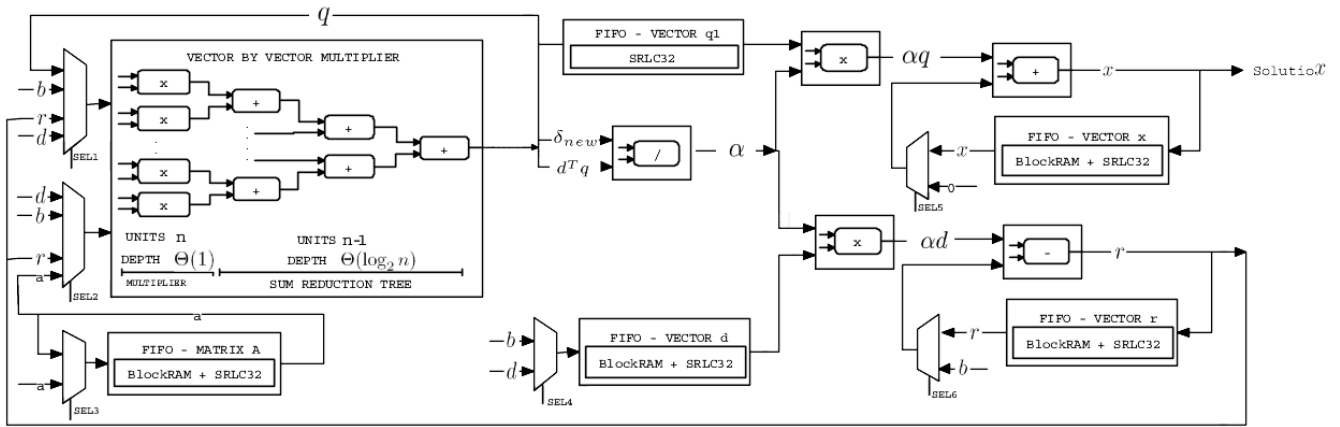 q
FIFO - VECTOR q1
SRLC32
x
αq
+
x
Solutiox
b
r
d
SEL1
VECTOR BY VECTOR MULTIPLIER
x
x
x
x
+
+
+
+
+
UNITS n
DEPTH Θ(1)
MULTIPLIER
UNITS n-1
DEPTH Θ(log₂ n)
SUM REDUCTION TREE
δnew
dᵀq
/
α
FIFO - VECTOR x
BlockRAM + SRLC32
x
0
SEL5
d
b
r
a
SEL2
x
αd
-
r
a
FIFO - MATRIX A
BlockRAM + SRLC32
a
SEL3
b
d
SEL4
FIFO - VECTOR d
BlockRAM + SRLC32
FIFO - VECTOR r
BlockRAM + SRLC32
r
b
SEL6